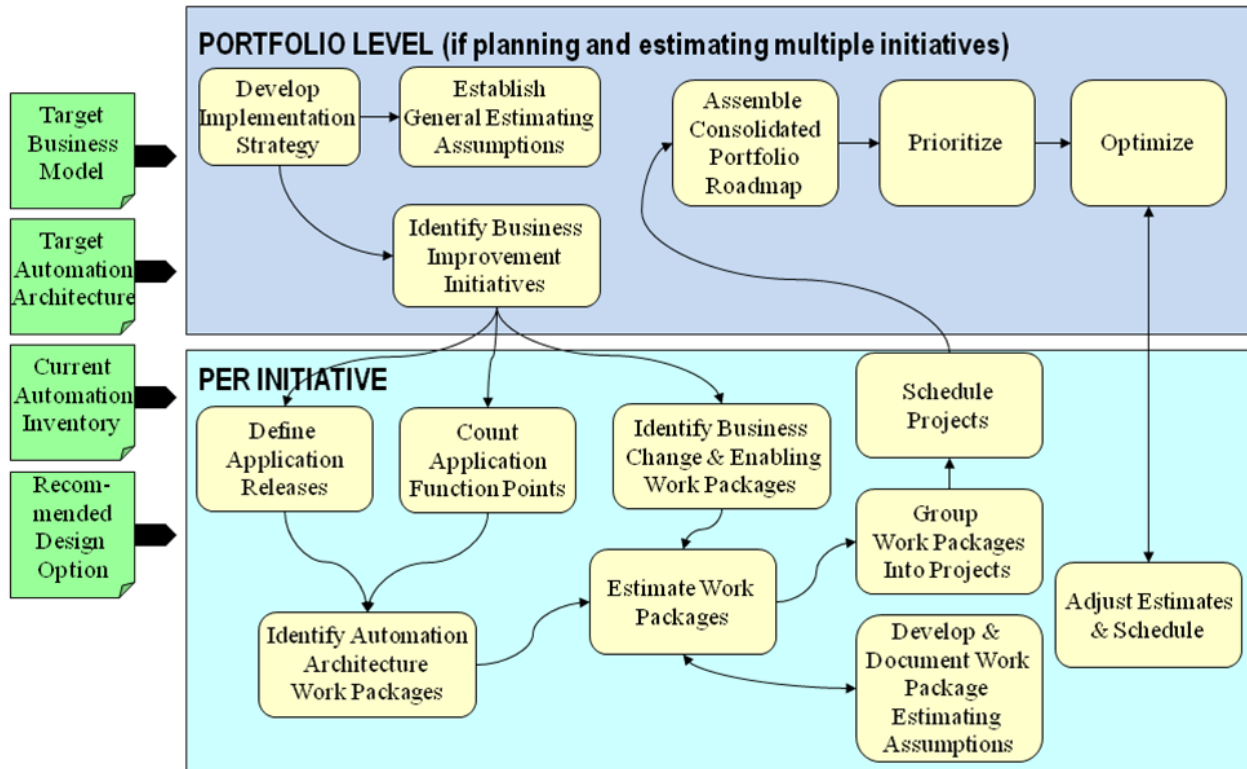 PORTFOLIO LEVEL (if planning and estimating multiple initiatives)
Target
Business
Model
Target
Automation
Architecture
Current
Automation
Inventory
Recom-
mended
Design
Option
Develop
Implementation
Strategy
Establish
General Estimating
Assumptions
Identify Business
Improvement
Initiatives
Assemble
Consolidated
Portfolio
Roadmap
Prioritize
Optimize
PER INITIATIVE
Define
Application
Releases
Count
Application
Function Points
Identify Business
Change & Enabling
Work Packages
Schedule
Projects
Identify Automation
Architecture
Work Packages
Estimate Work
Packages
Group
Work Packages
Into Projects
Develop &
Document Work
Package
Estimating
Assumptions
Adjust Estimates
& Schedule